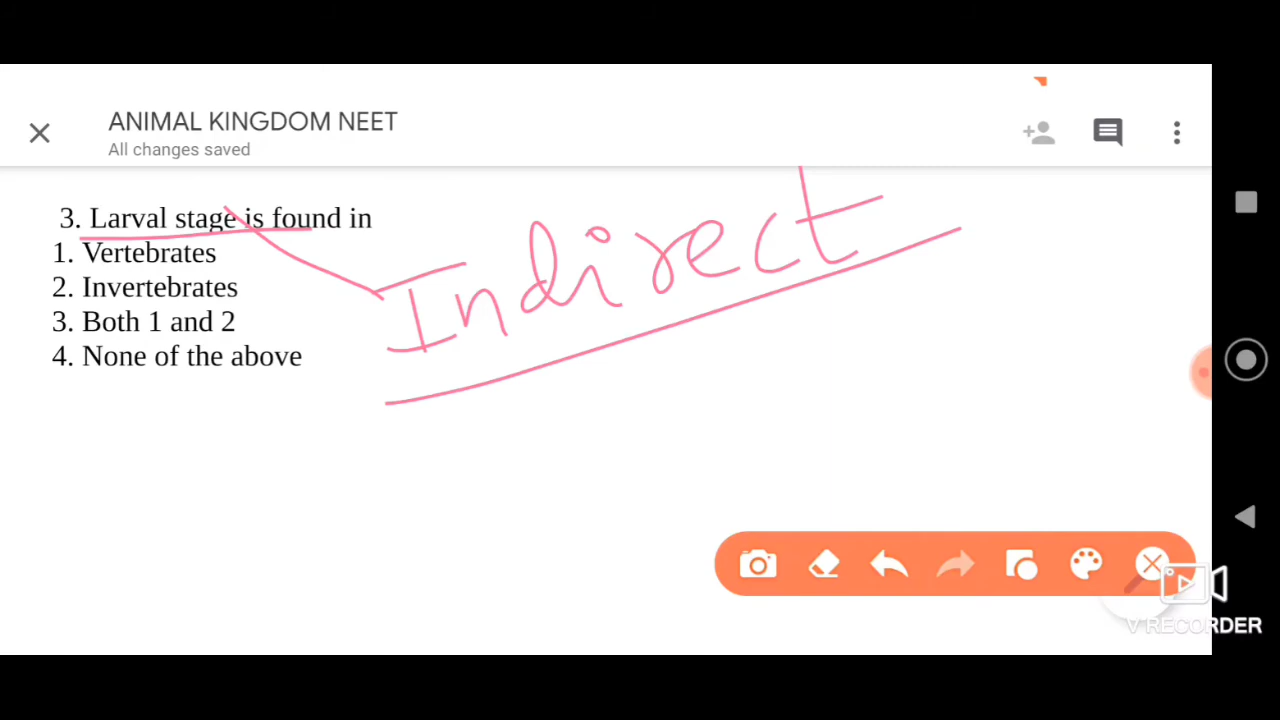 ANIMAL KINGDOM NEET
All changes saved
3. Larval stage is found in
1. Vertebrates
2. Invertebrates
3. Both 1 and 2
4. None of the above
Indirect
V RECORDER